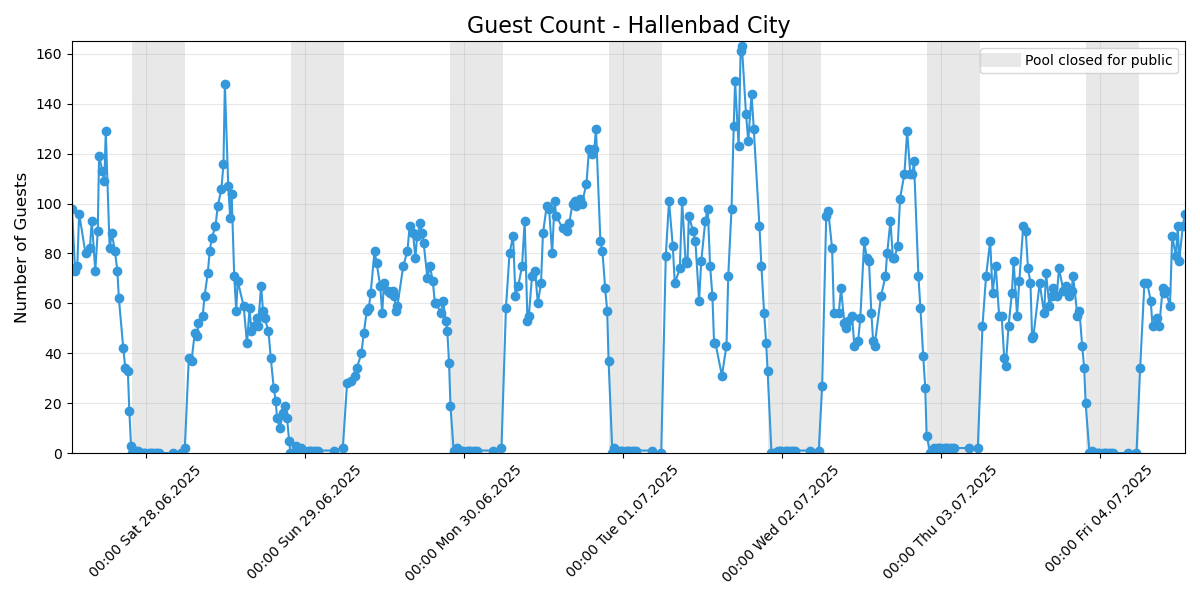 Guest Count - Hallenbad City
Pool closed for public
Number of Guests
160
140
120
100
80
60
40
20
0
00:00 Sat 28.06.2025
00:00 Sun 29.06.2025
00:00 Mon 30.06.2025
00:00 Tue 01.07.2025
00:00 Wed 02.07.2025
00:00 Thu 03.07.2025
00:00 Fri 04.07.2025